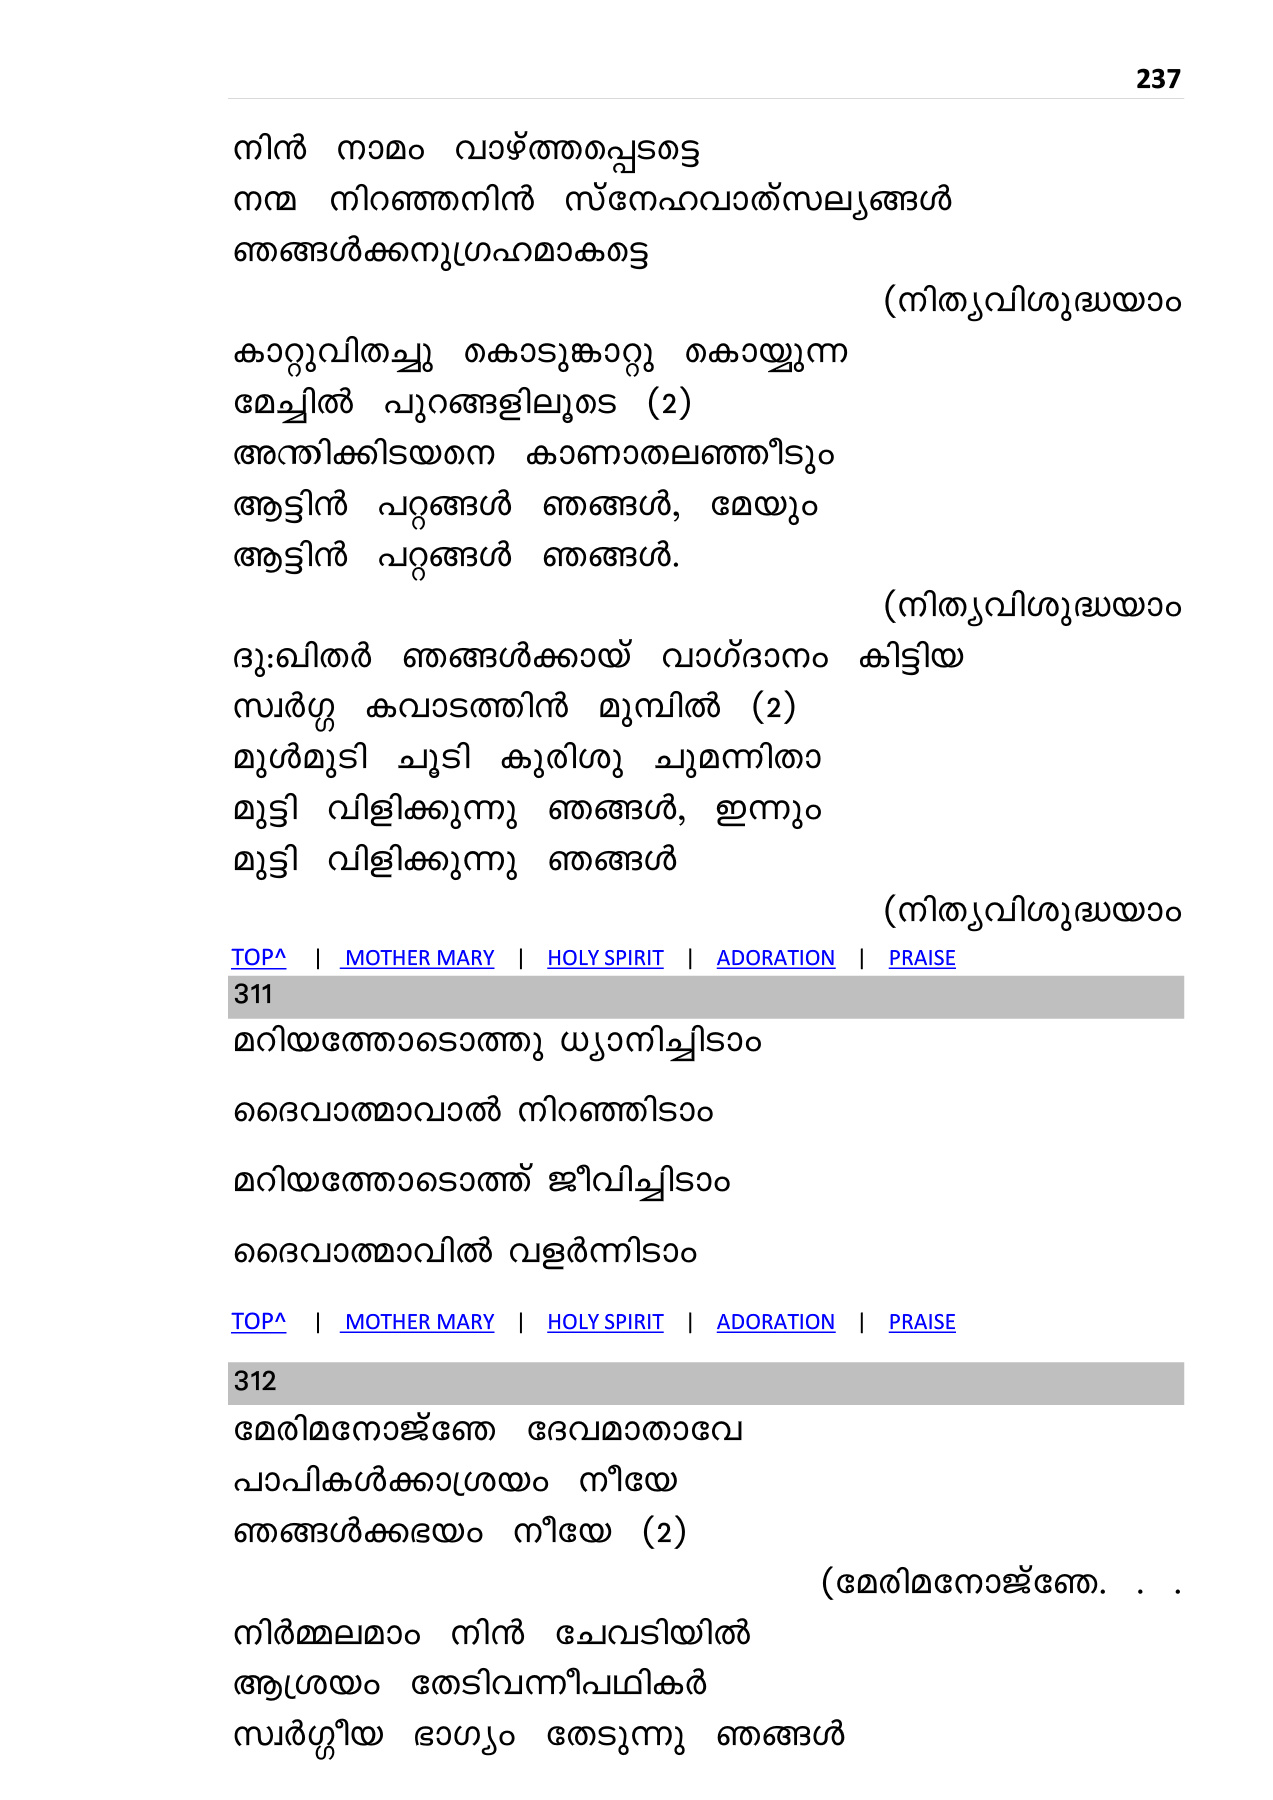 237
നിൻ നാമം വാഴ്ത്തപ്പെടട്ടെ
നന്മ നിറഞ്ഞനിൻ സ്നേഹവാത്സല്യങ്ങൾ
ഞങ്ങൾക്കനുഗ്രഹമാകട്ടെ
(നിത്യവിശുദ്ധയാം
കാറ്റുവിതച്ചു കൊടുങ്കാറ്റു കൊയ്യുന്ന
മേച്ചിൽ പുറങ്ങളിലൂടെ (2)
അന്തിക്കിടയനെ കാണാതലഞ്ഞീടും
ആട്ടിൻ പറ്റങ്ങൾ ഞങ്ങൾ, മേയും
ആട്ടിൻ പറ്റങ്ങൾ ഞങ്ങൾ.
(നിത്യവിശുദ്ധയാം
ദു:ഖിതർ ഞങ്ങൾക്കായ് വാഗ്ദാനം കിട്ടിയ
സ്വർഗ്ഗ കവാടത്തിൻ മുമ്പിൽ (2)
മുൾമുടി ചൂടി കുരിശു ചുമന്നിതാ
മുട്ടി വിളിക്കുന്നു ഞങ്ങൾ, ഇന്നും
മുട്ടി വിളിക്കുന്നു ഞങ്ങൾ
(നിത്യവിശുദ്ധയാം
TOP^ | MOTHER MARY | HOLY SPIRIT | ADORATION | PRAISE
311
മറിയത്തോടൊത്തു ധ്യാനിച്ചിടാം
ദൈവാത്മാവാൽ നിറഞ്ഞിടാം
മറിയത്തോടൊത്ത് ജീവിച്ചിടാം
ദൈവാത്മാവിൽ വളർന്നിടാം
TOP^ | MOTHER MARY | HOLY SPIRIT | ADORATION | PRAISE
312
മേരിമനോജ്ഞേ ദേവമാതാവേ
പാപികൾക്കാശ്രയം നീയേ
ഞങ്ങൾക്കഭയം നീയേ (2)
(മേരിമനോജ്ഞേ. . .
നിർമ്മലമാം നിൻ ചേവടിയിൽ
ആശ്രയം തേടിവന്നീപഥികർ
സ്വർഗ്ഗീയ ഭാഗ്യം തേടുന്നു ഞങ്ങൾ